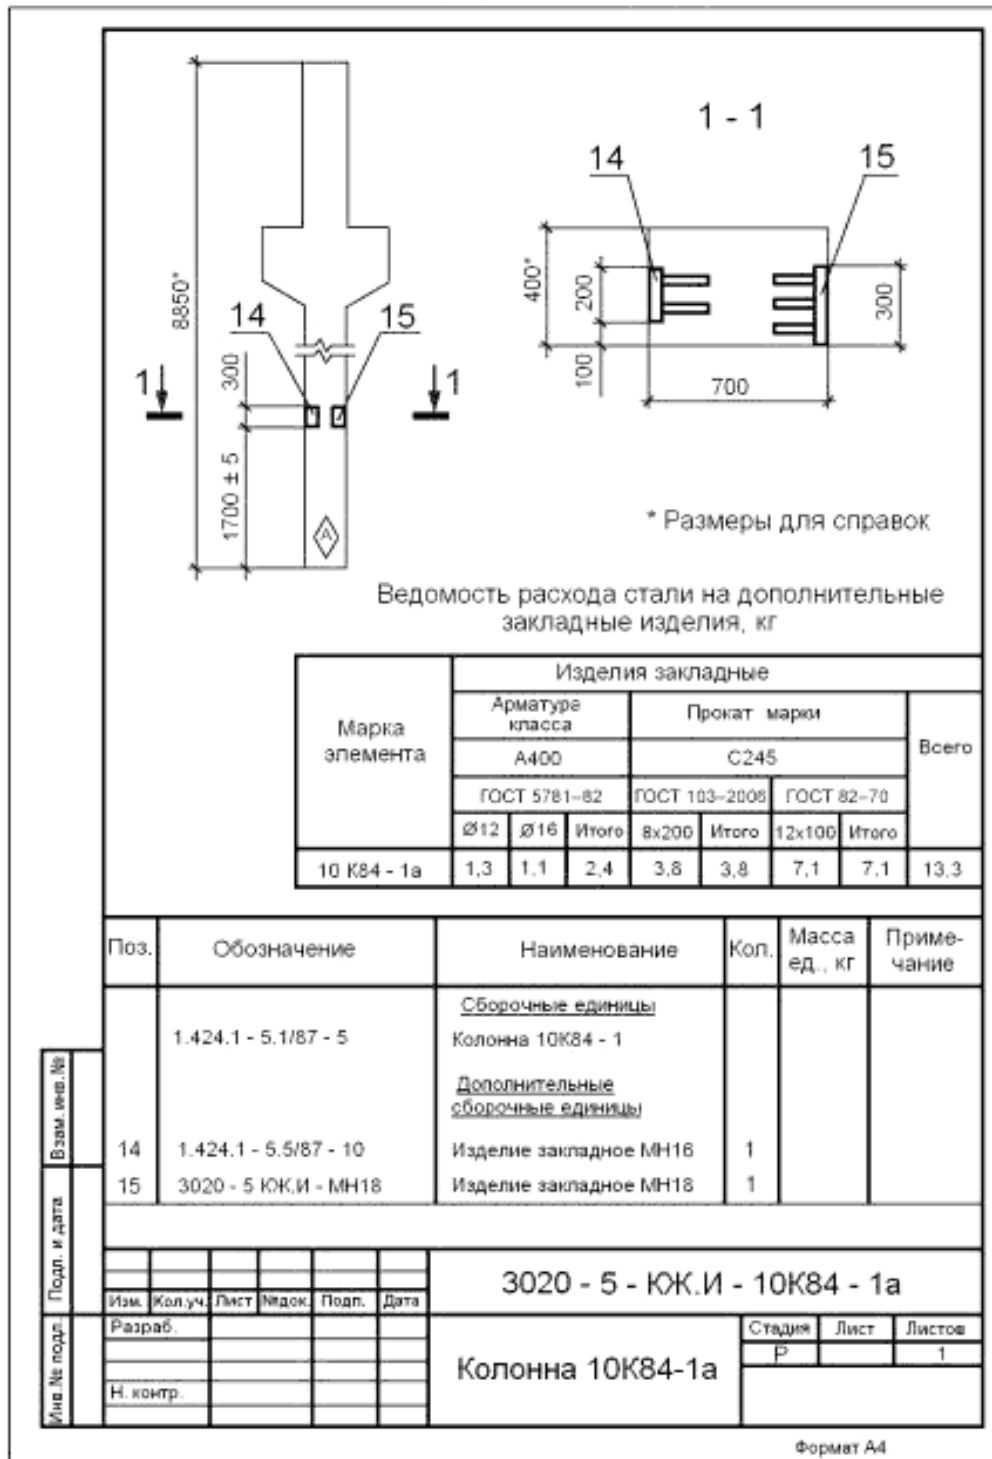 1 - 1
14
15
400*
200
100
300
700
8850*
14
15
300
1
1
1700 ± 5
А
* Размеры для справок
Ведомость расхода стали на дополнительные
закладные изделия, кг
Марка
элемента
Изделия закладные
Арматура
класса
Прокат марки
Всего
А400
С245
ГОСТ 5781–82
ГОСТ 103–2006
ГОСТ 82–70
Ø12
Ø16
Итого
8х200
Итого
12х100
Итого
10 К84 - 1а
1,3
1,1
2,4
3,8
3,8
7,1
7,1
13,3
Поз.
Обозначение
Наименование
Кол.
Масса
ед., кг
Приме-
чание
Сборочные единицы
1.424.1 - 5.1/87 - 5
Колонна 10К84 - 1
Дополнительные
сборочные единицы
14
1.424.1 - 5.5/87 - 10
Изделие закладное МН16
1
15
3020 - 5 КЖ.И - МН18
Изделие закладное МН18
1
Взам. инв.№
Подп. и дата
Инв.№ подл.
Изм.
Кол.уч.
Лист
№док.
Подп.
Дата
Разраб.
Н. контр.
3020 - 5 - КЖ.И - 10К84 - 1а
Колонна 10К84-1а
Стадия
Лист
Листов
Р
1
Формат А4